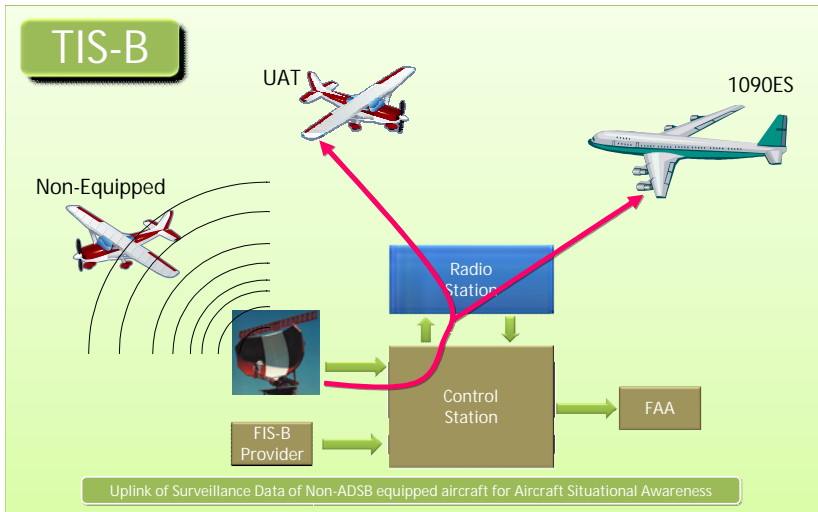 TIS-B
UAT
1090ES
Non-Equipped
Radio
Station
Control
Station
FAA
FIS-B
Provider
Uplink of Surveillance Data of Non-ADSB equipped aircraft for Aircraft Situational Awareness